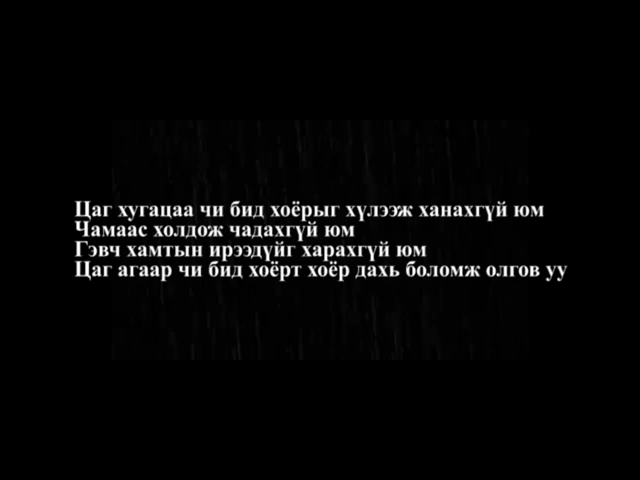 Цаг хугацаа чи бид хоёрыг хүлээж ханахгүй юм
Чамаас холдож чадахгүй юм
Гэвч хамтын ирээдүйг харахгүй юм
Цаг агаар чи бид хоёрт хоёр дахь боломж олгов уу